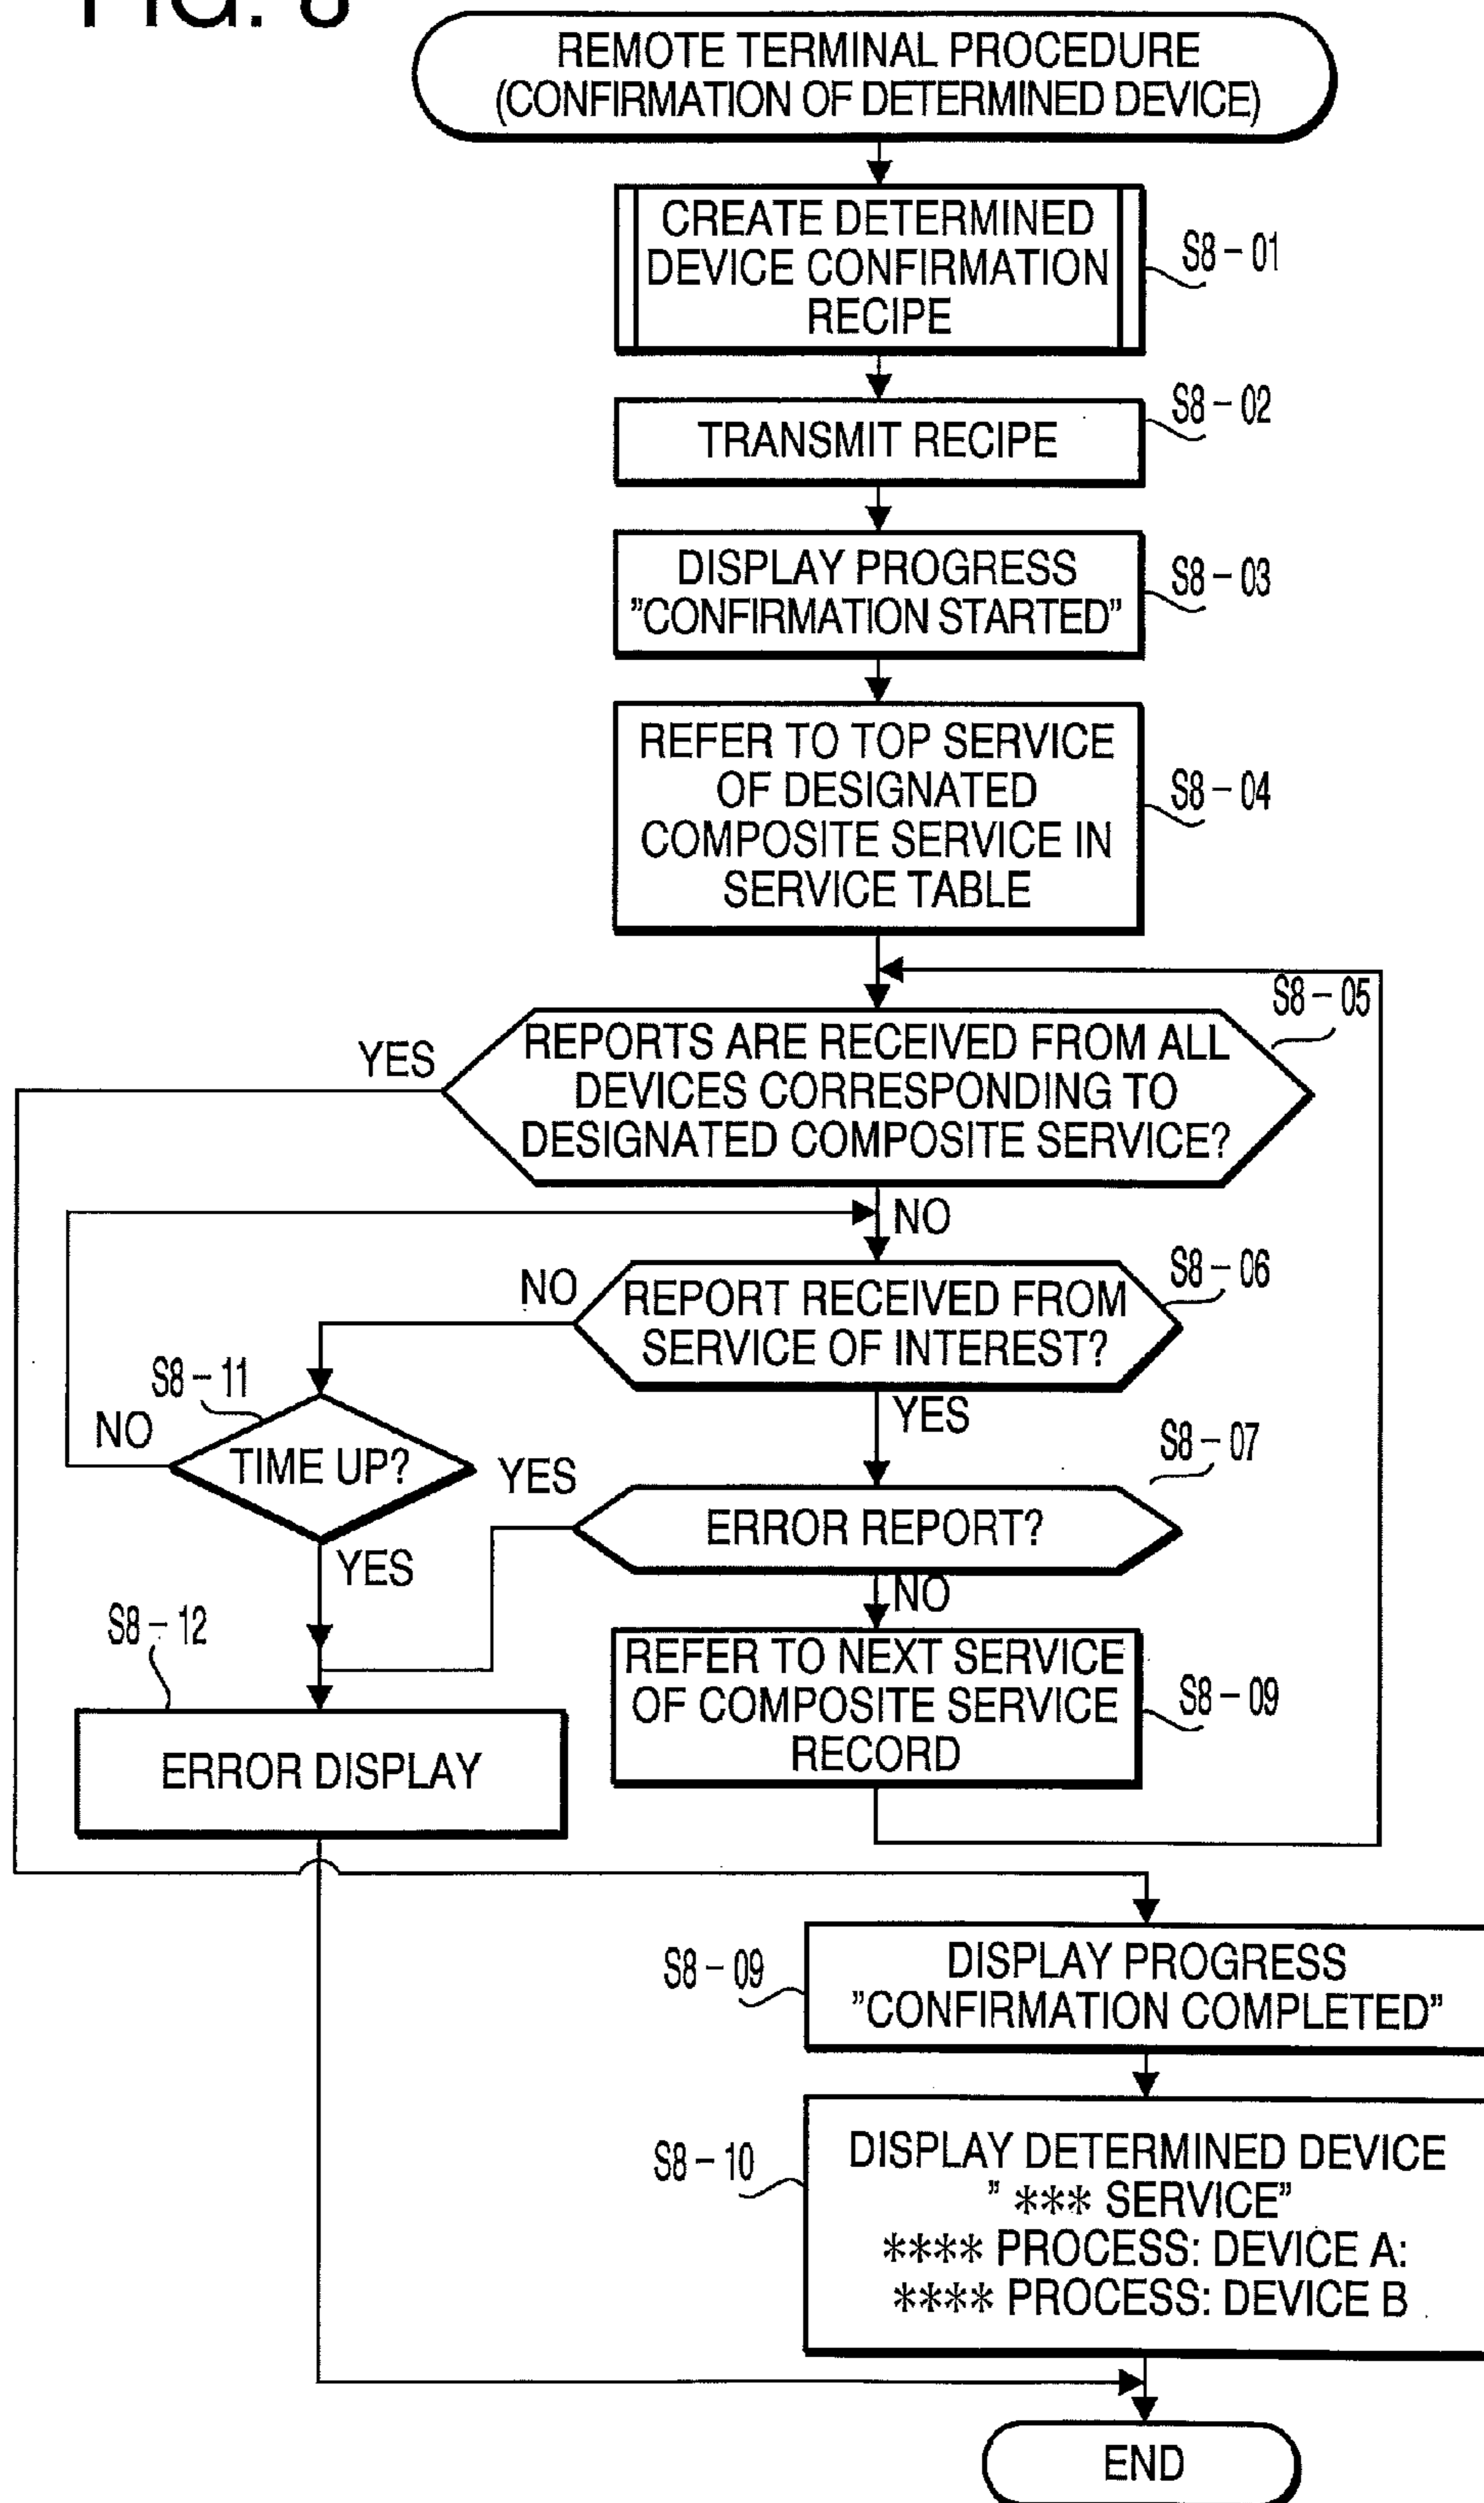 FIG. 8
REMOTE TERMINAL PROCEDURE
(CONFIRMATION OF DETERMINED DEVICE)
CREATE DETERMINED
DEVICE CONFIRMATION
RECIPE
S8-01
TRANSMIT RECIPE
S8-02
DISPLAY PROGRESS
"CONFIRMATION STARTED"
S8-03
REFER TO TOP SERVICE
OF DESIGNATED
COMPOSITE SERVICE IN
SERVICE TABLE
S8-04
S8-05
YES
REPORTS ARE RECEIVED FROM ALL
DEVICES CORRESPONDING TO
DESIGNATED COMPOSITE SERVICE?
NO
S8-06
NO
REPORT RECEIVED FROM
SERVICE OF INTEREST?
S8-11
YES
NO
TIME UP?
YES
S8-07
ERROR REPORT?
YES
NO
S8-12
REFER TO NEXT SERVICE
OF COMPOSITE SERVICE
RECORD
S8-09
ERROR DISPLAY
S8-09
DISPLAY PROGRESS
"CONFIRMATION COMPLETED"
S8-10
DISPLAY DETERMINED DEVICE
" *** SERVICE"
**** PROCESS: DEVICE A:
**** PROCESS: DEVICE B
END